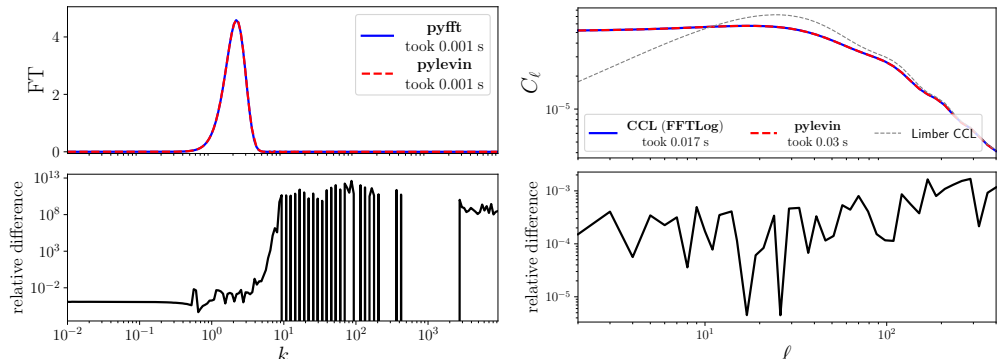 FT
4
2
0
pyfft
took 0.001 s
pylevin
took 0.001 s
relative difference
10^13
10^8
10^3
10^−2
10^−2
10^−1
10^0
10^1
10^2
10^3
k
C_ℓ
10^−5
CCL (FFTLog)
took 0.017 s
pylevin
took 0.03 s
Limber CCL
relative difference
10^−3
10^−4
10^−5
10^1
10^2
ℓ